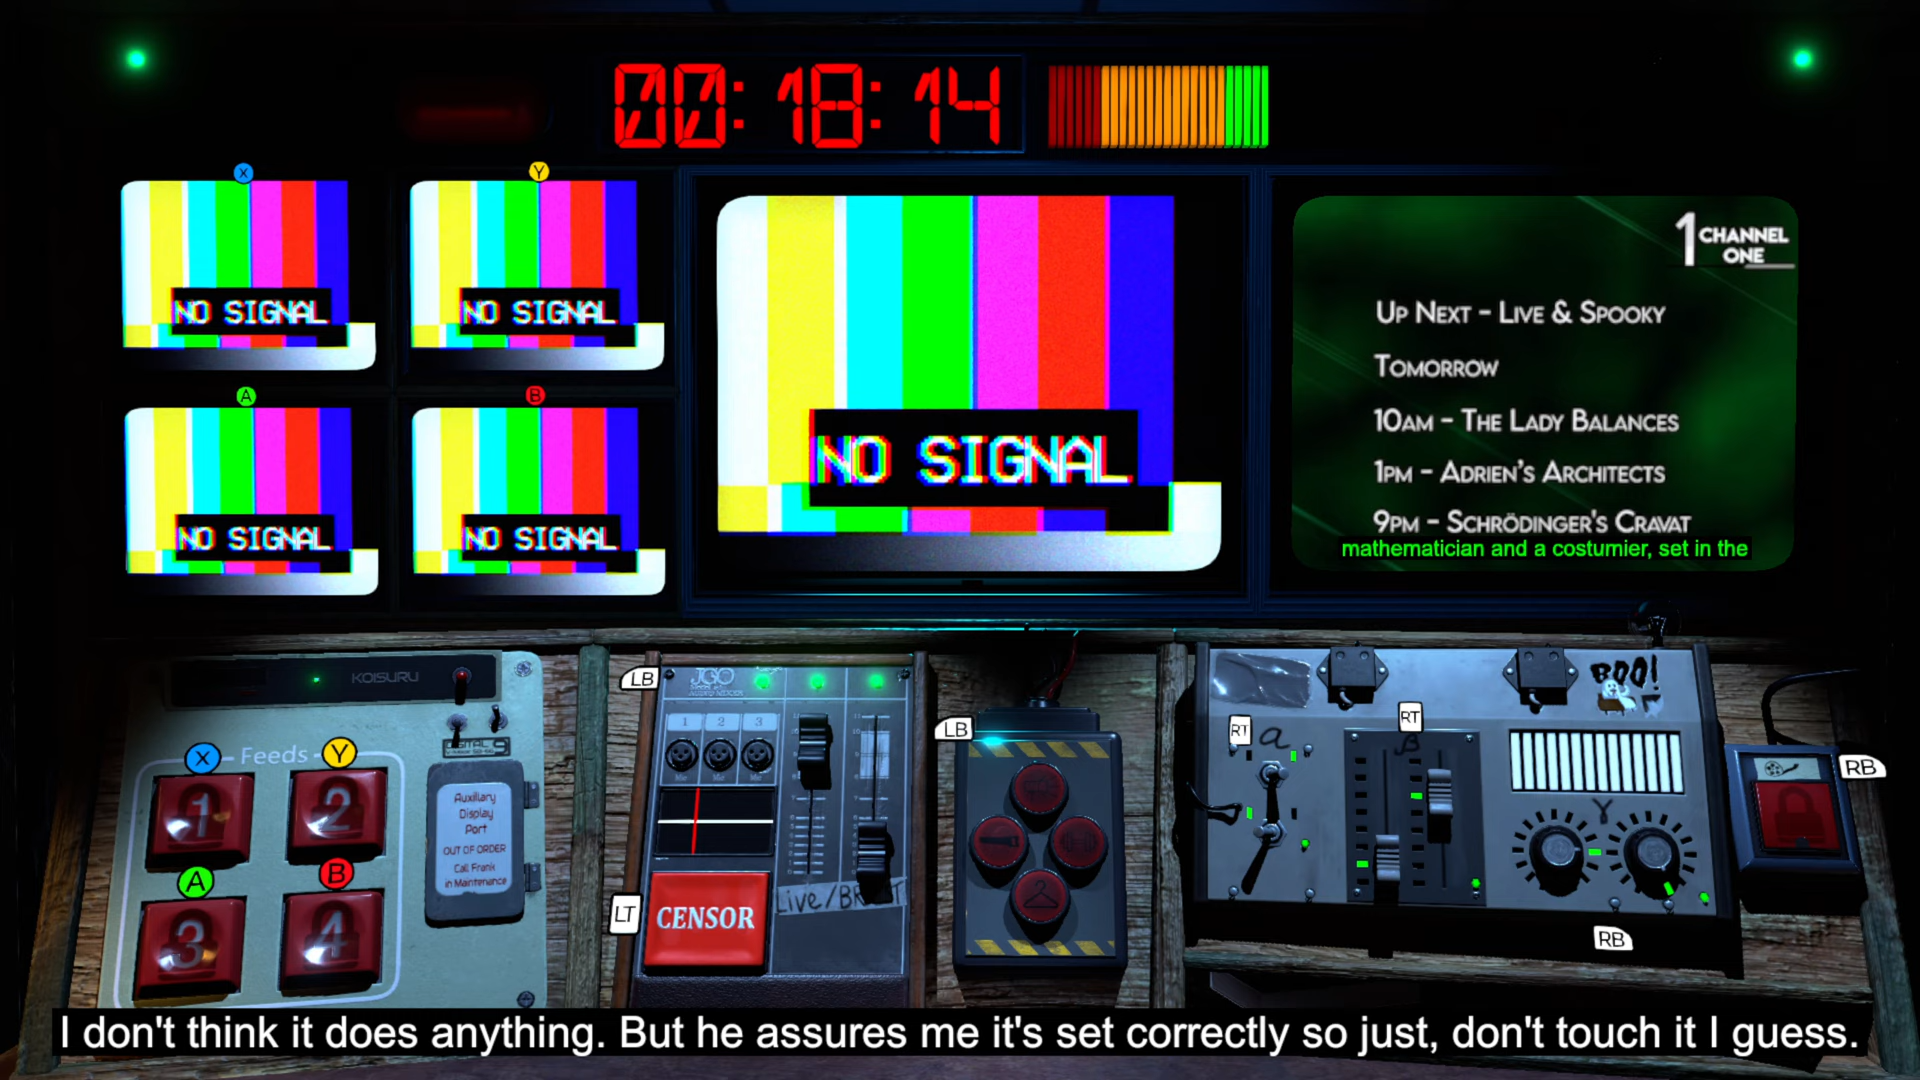 00:18:14
X
Y
NO SIGNAL
NO SIGNAL
A
B
NO SIGNAL
NO SIGNAL
NO SIGNAL
1 CHANNEL
ONE
UP NEXT - LIVE & SPOOKY
TOMORROW
10AM - THE LADY BALANCES
1PM - ADRIEN'S ARCHITECTS
9PM - SCHRÖDINGER'S CRAVAT
mathematician and a costumier, set in the
KOISURU
X
Feeds
Y
1
2
A
B
3
4
Auxiliary
Display
Port
OUT OF ORDER
Call Frank
in Maintenance
LB
JGO
1 2 3
LT
CENSOR
Live/
LB
BOO!
RT
a
RT
β
γ
RB
RB
I don't think it does anything. But he assures me it's set correctly so just, don't touch it I guess.